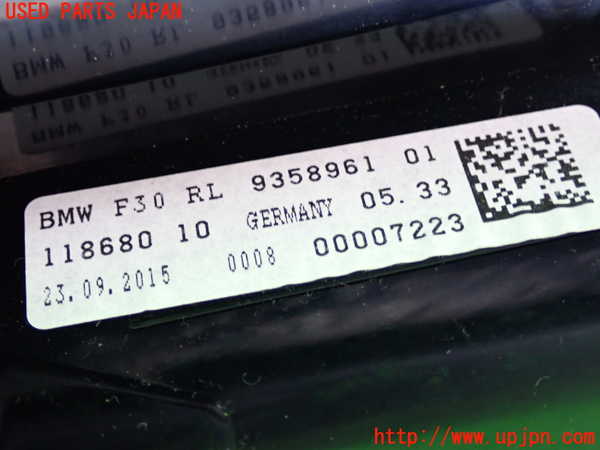 USED PARTS JAPAN
BMW F30 RL 9358961 01
118680 10 GERMANY 05.33
23.09.2015 0008 00007223
http://www.upjpn.com